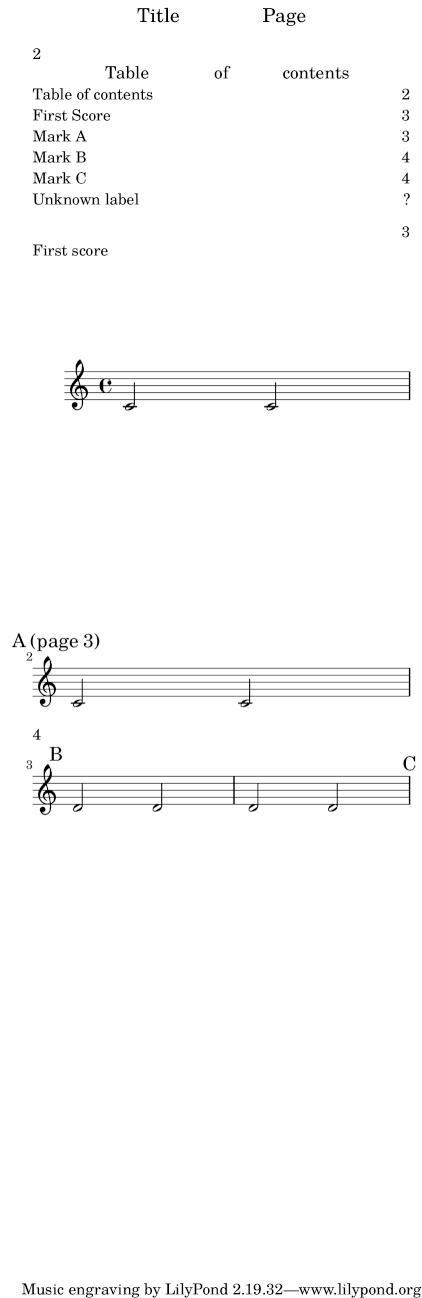 Title Page
2
Table of contents
Table of contents 2
First Score 3
Mark A 3
Mark B 4
Mark C 4
Unknown label ?
3
First score
A (page 3)
2
4
B
C
3
Music engraving by LilyPond 2.19.32—www.lilypond.org